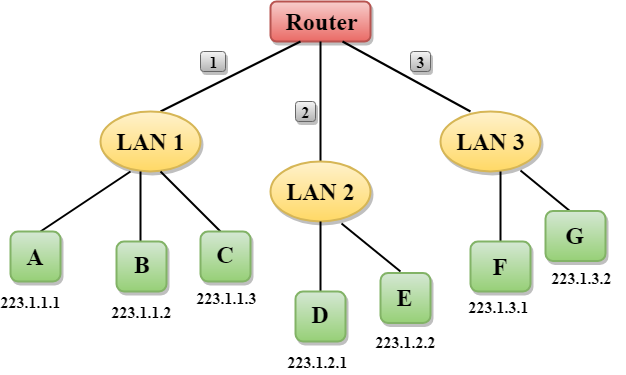 Router
1
3
2
LAN 1
LAN 3
LAN 2
A
B
C
G
F
D
E
223.1.1.1
223.1.1.2
223.1.1.3
223.1.3.2
223.1.3.1
223.1.2.2
223.1.2.1